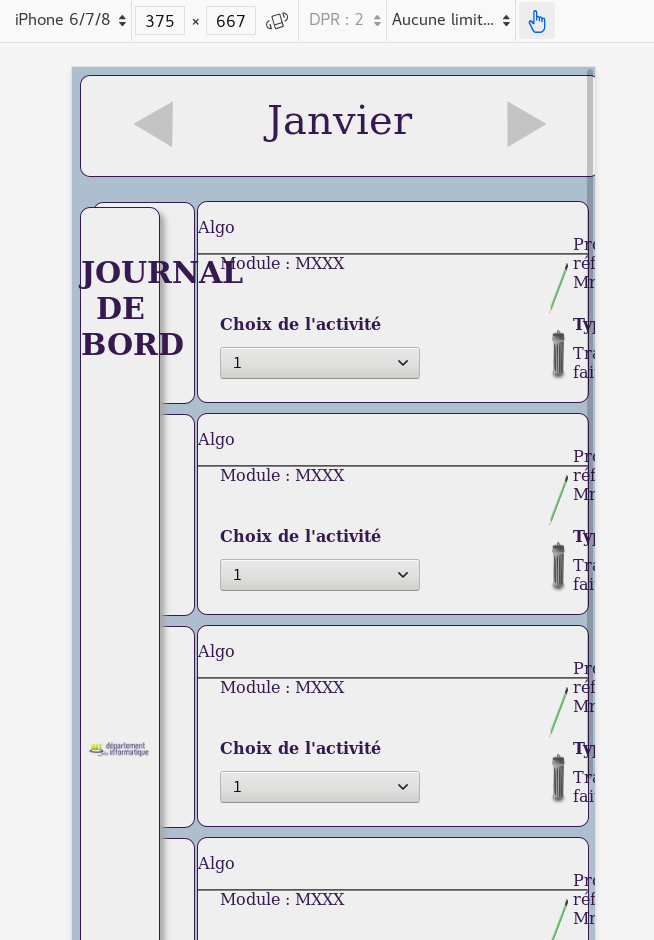 iPhone 6/7/8 375 × 667 DPR : 2 Aucune limit…
Janvier
JOURNAL
DE
BORD
département
informatique
Algo
Module : MXXX
Pro
réf
Mr
Choix de l'activité
Typ
1
Tra
fai
Algo
Module : MXXX
Pro
réf
Mr
Choix de l'activité
Typ
1
Tra
fai
Algo
Module : MXXX
Pro
réf
Mr
Choix de l'activité
Typ
1
Tra
fai
Algo
Module : MXXX
Pro
réf
Mr